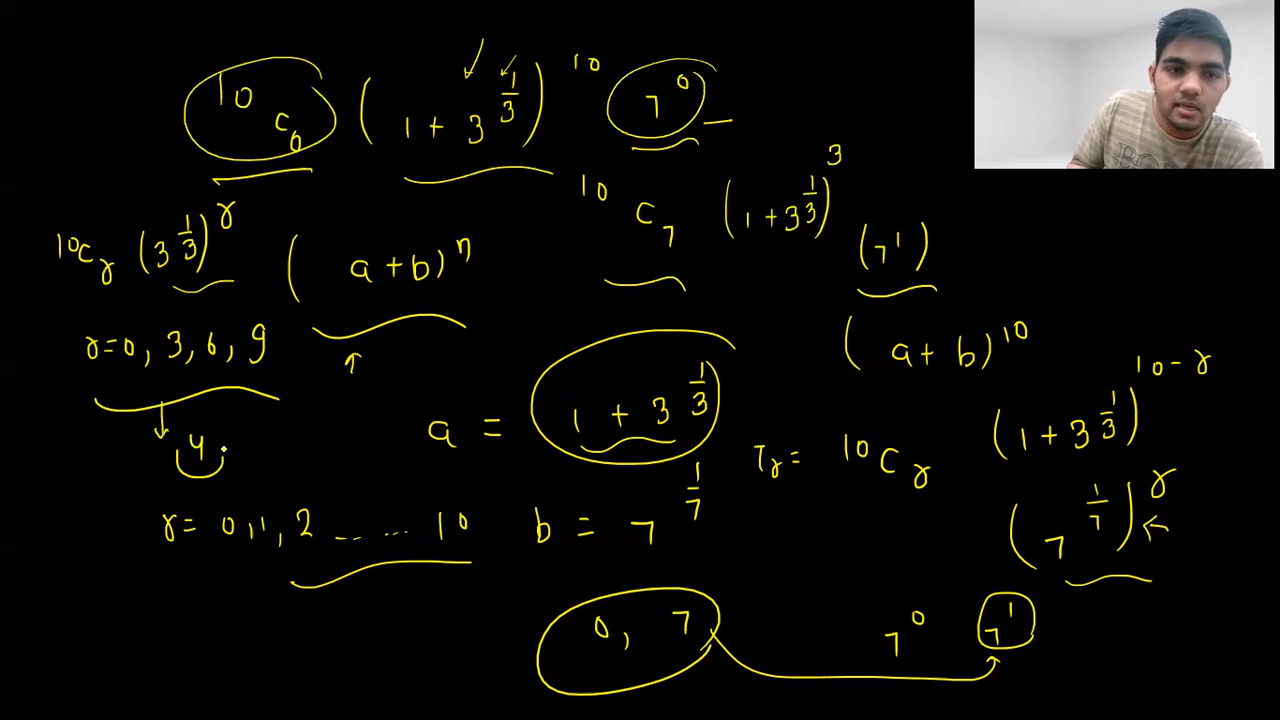 ¹⁰C₀ (1 + 3^{1/3})^{10} 7^0
¹⁰C₇ (1 + 3^{1/3})^3 (7^1)
¹⁰Cᵣ (3^{1/3})^r (a + b)^n
r = 0, 3, 6, 9
(a + b)^{10}
4
a = 1 + 3^{1/3}
Tᵣ = ¹⁰Cᵣ (1 + 3^{1/3})^{10-r} (7^{1/7})^r
r = 0, 1, 2 ... ... 10
b = 7^{1/7}
0, 7
7^0 7^1